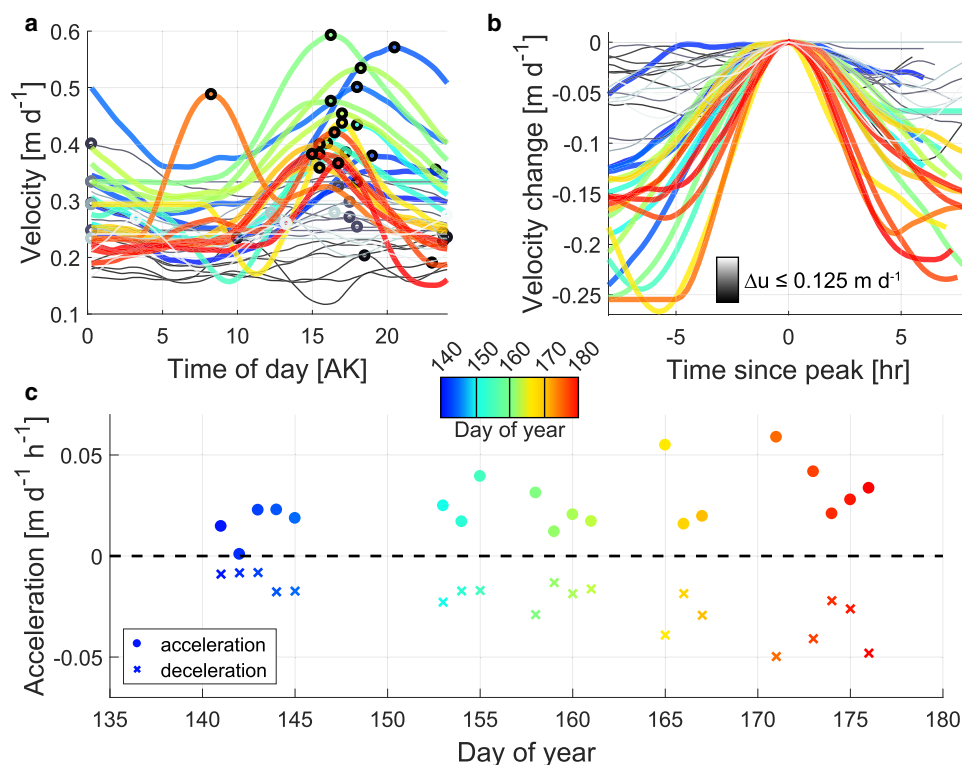 a
0.6
0.5
0.4
0.3
0.2
0.1
Velocity [m d⁻¹]
0
5
10
15
20
Time of day [AK]
b
0
-0.05
-0.1
-0.15
-0.2
-0.25
Velocity change [m d⁻¹]
Δu ≤ 0.125 m d⁻¹
-5
0
5
Time since peak [hr]
140
150
160
170
180
Day of year
c
0.05
0
-0.05
Acceleration [m d⁻¹ h⁻¹]
acceleration
deceleration
135
140
145
150
155
160
165
170
175
180
Day of year